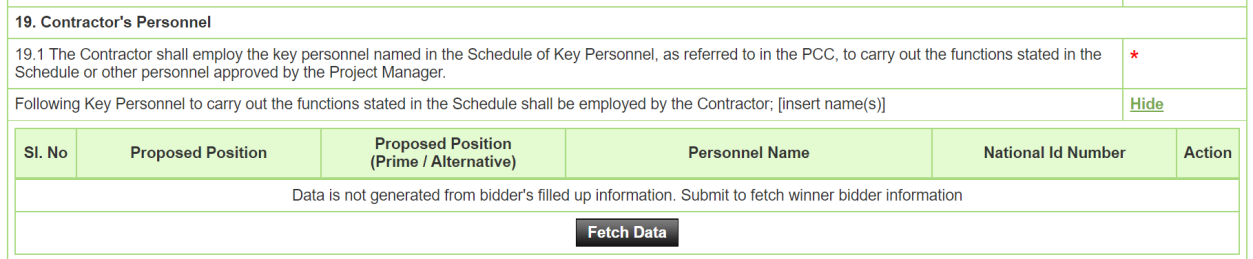 19. Contractor's Personnel
19.1 The Contractor shall employ the key personnel named in the Schedule of Key Personnel, as referred to in the PCC, to carry out the functions stated in the *
Schedule or other personnel approved by the Project Manager.
Following Key Personnel to carry out the functions stated in the Schedule shall be employed by the Contractor; [insert name(s)] Hide
Sl. No Proposed Position Proposed Position (Prime / Alternative) Personnel Name National Id Number Action
Data is not generated from bidder's filled up information. Submit to fetch winner bidder information
Fetch Data